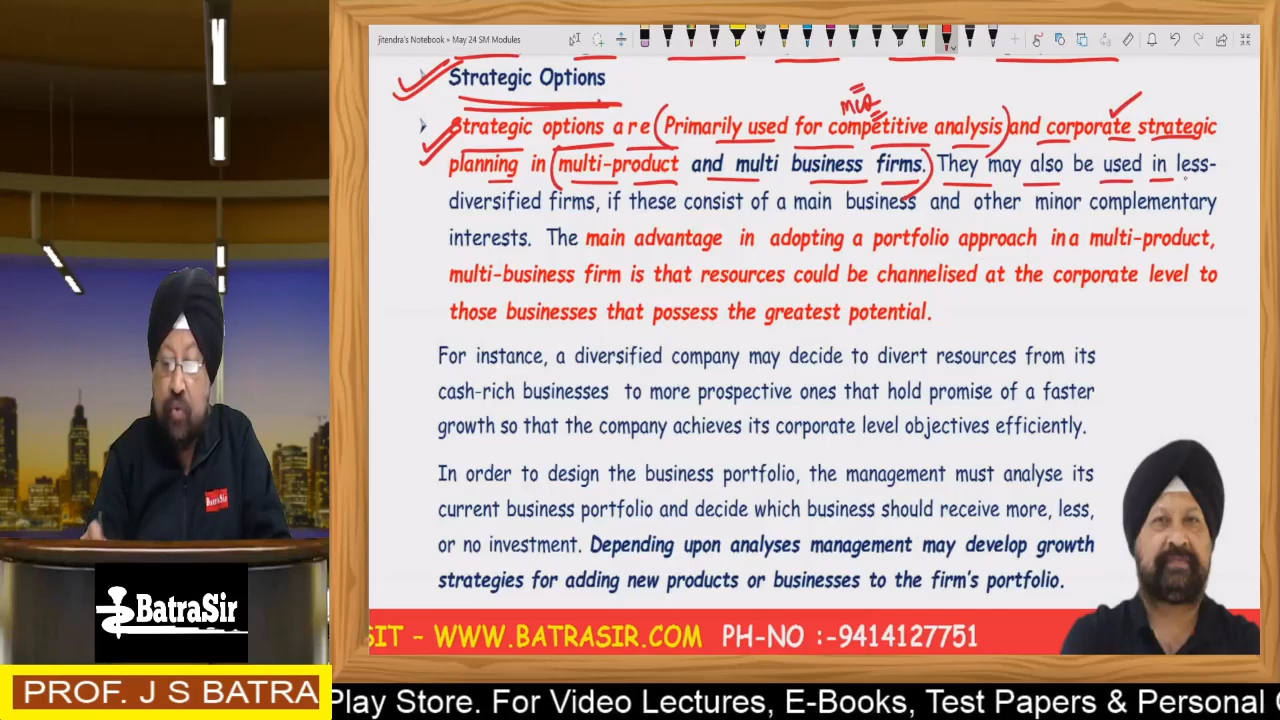 jitendra's Notebook » May 24 SM Modules
Strategic Options
MCQ
Strategic options are (Primarily used for competitive analysis) and corporate strategic
planning in (multi-product and multi business firms.) They may also be used in less-
diversified firms, if these consist of a main business and other minor complementary
interests. The main advantage in adopting a portfolio approach in a multi-product,
multi-business firm is that resources could be channelised at the corporate level to
those businesses that possess the greatest potential.
For instance, a diversified company may decide to divert resources from its
cash-rich businesses to more prospective ones that hold promise of a faster
growth so that the company achieves its corporate level objectives efficiently.
In order to design the business portfolio, the management must analyse its
current business portfolio and decide which business should receive more, less,
or no investment. Depending upon analyses management may develop growth
strategies for adding new products or businesses to the firm's portfolio.
BatraSir
BatraSir
SIT - WWW.BATRASIR.COM PH-NO :-9414127751
PROF. J S BATRA
Play Store. For Video Lectures, E-Books, Test Papers & Personal